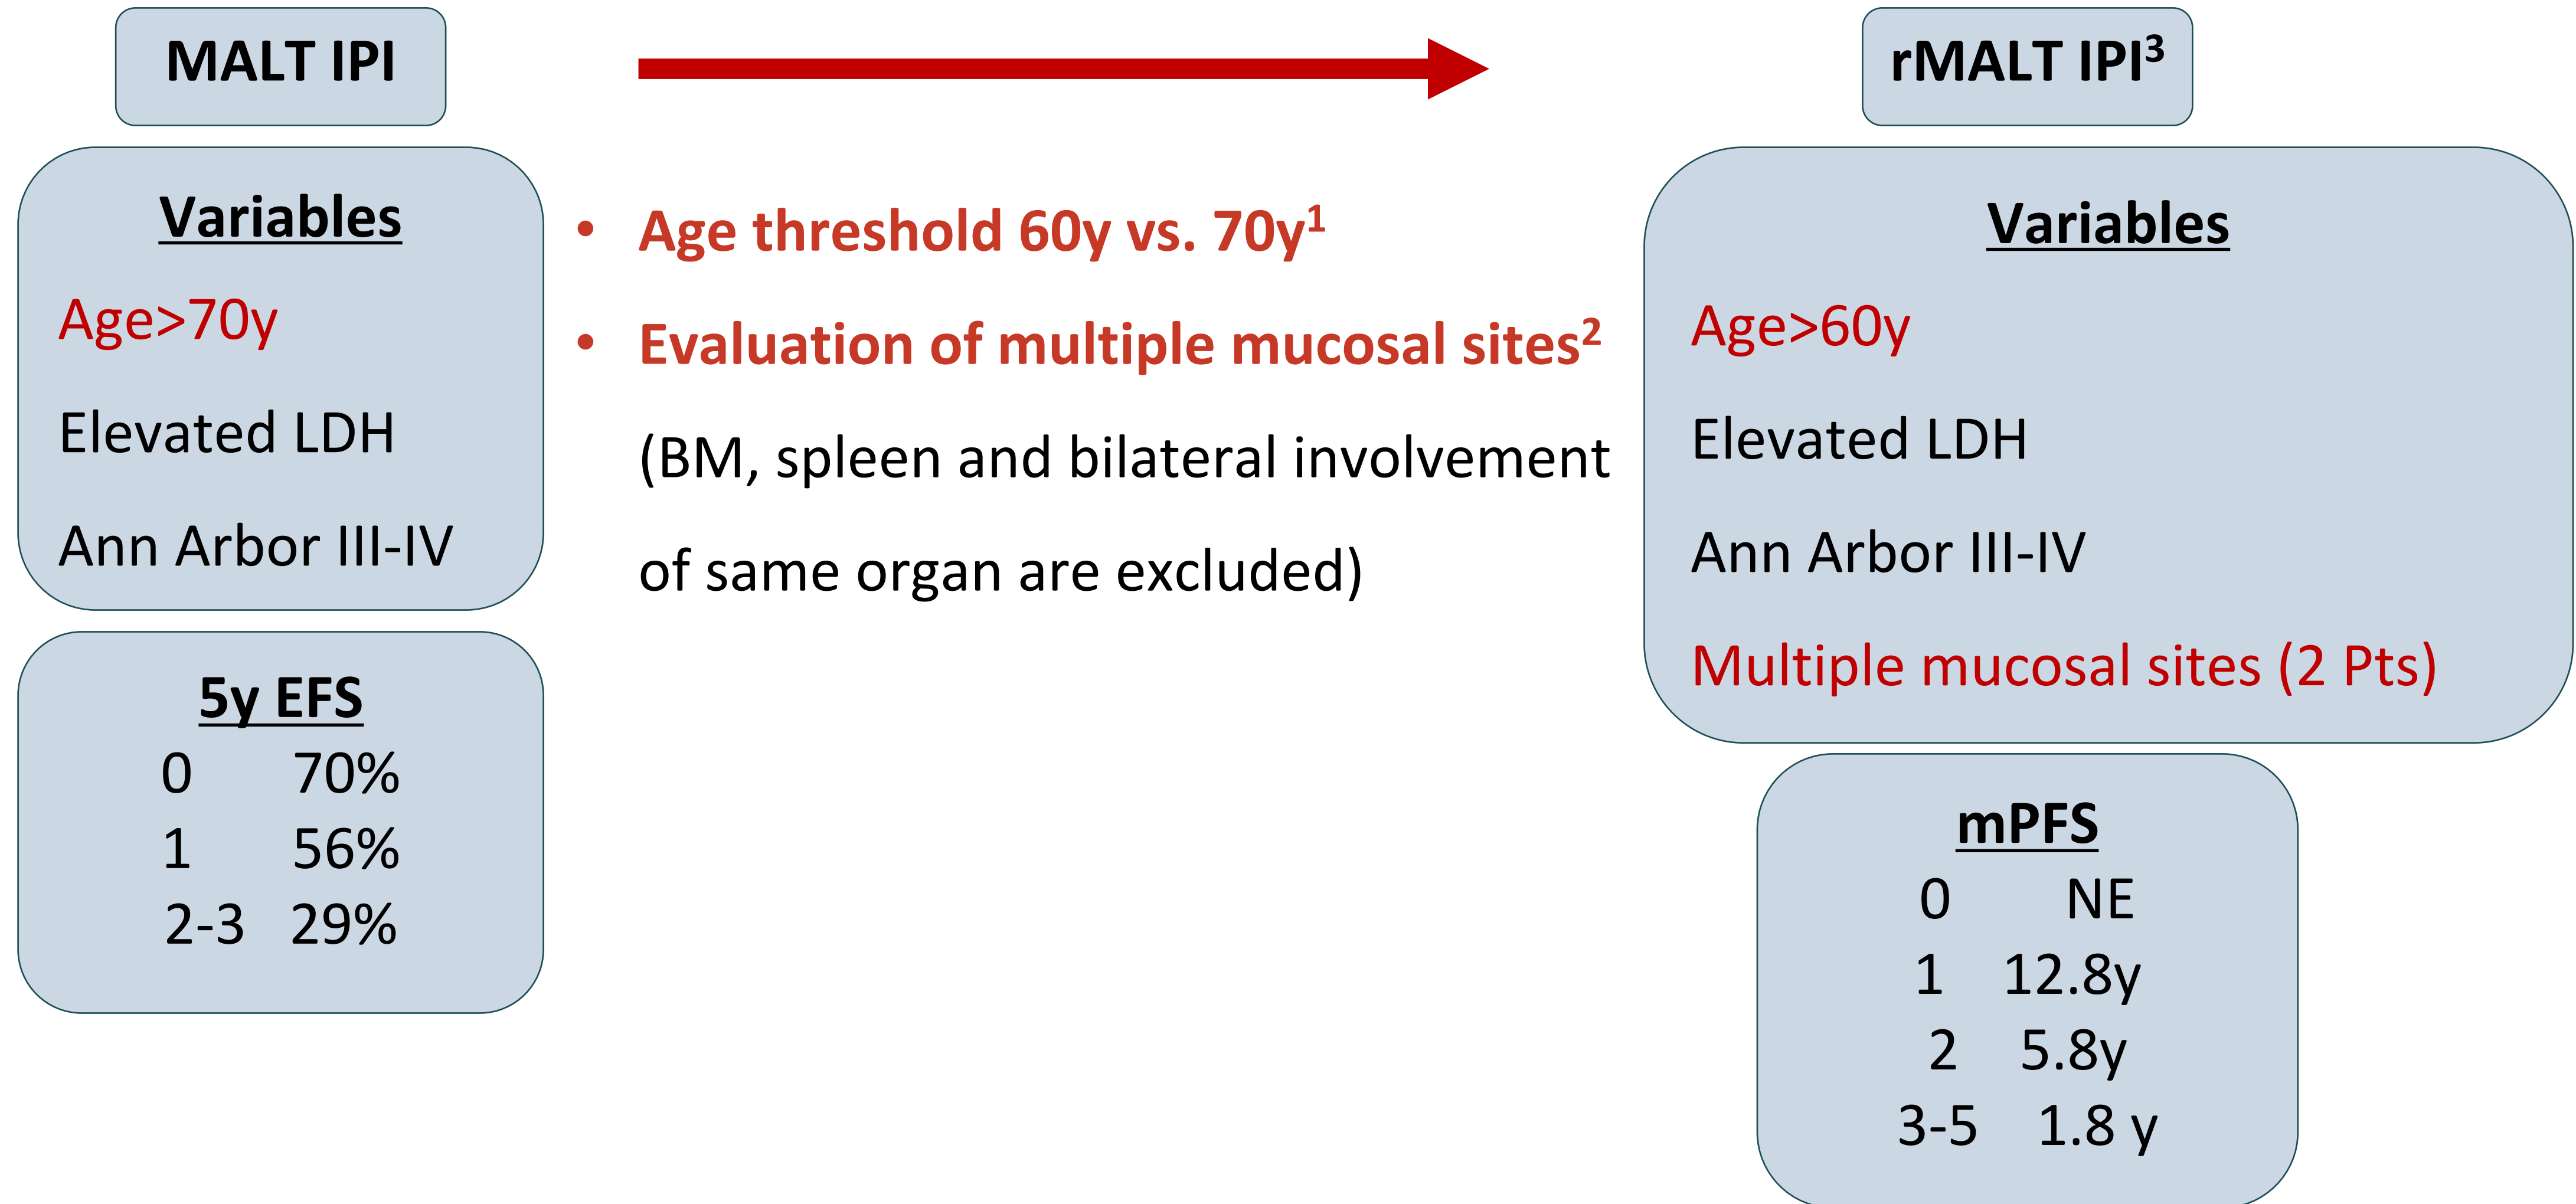 MALT IPI
Variables
Age>70y
Elevated LDH
Ann Arbor III-IV
5y EFS
0 70%
1 56%
2-3 29%
• Age threshold 60y vs. 70y¹
• Evaluation of multiple mucosal sites²
(BM, spleen and bilateral involvement
of same organ are excluded)
rMALT IPI³
Variables
Age>60y
Elevated LDH
Ann Arbor III-IV
Multiple mucosal sites (2 Pts)
mPFS
0 NE
1 12.8y
2 5.8y
3-5 1.8 y